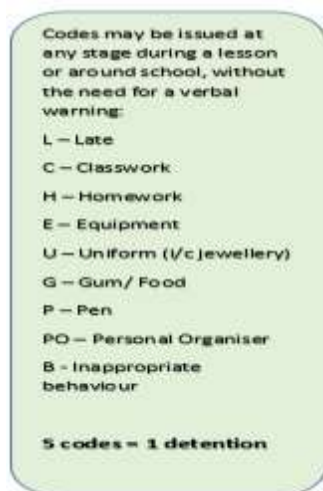 Codes may be issued at
any stage during a lesson
or around school, without
the need for a verbal
warning:
L – Late
C – Classwork
H – Homework
E – Equipment
U – Uniform (i/c jewellery)
G – Gum/ Food
P – Pen
PO – Personal Organiser
B - Inappropriate
behaviour
5 codes = 1 detention